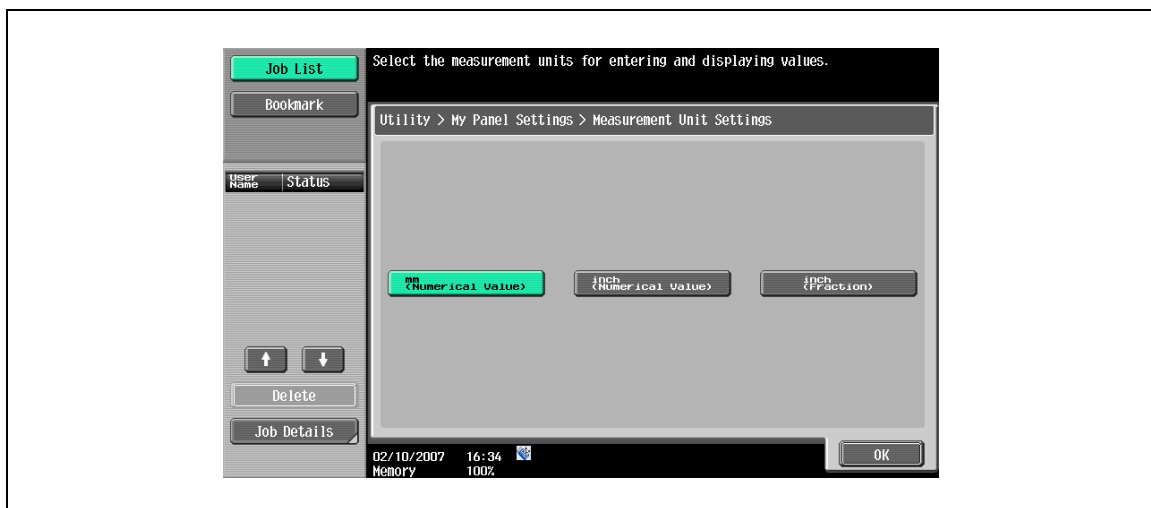 Job List
Select the measurement units for entering and displaying values.
Bookmark
Utility > My Panel Settings > Measurement Unit Settings
User
Name
Status
mm
(Numerical Value)
inch
(Numerical Value)
inch
(Fraction)
Delete
Job Details
02/10/2007 16:34
Memory 100%
OK